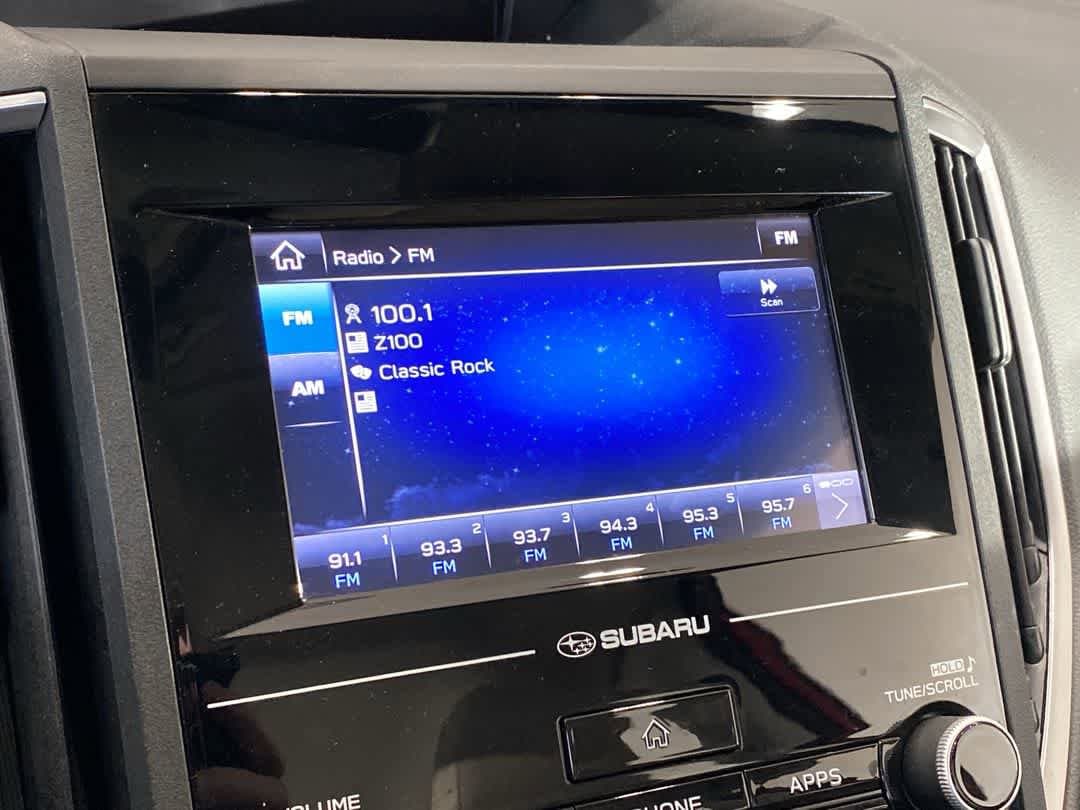 Radio > FM
FM
FM
100.1
Scan
Z100
AM
Classic Rock
1 2 3 4 5 6
91.1 93.3 93.7 94.3 95.3 95.7
FM FM FM FM FM FM
SUBARU
HOLD
TUNE/SCROLL
APPS
PHONE
VOLUME